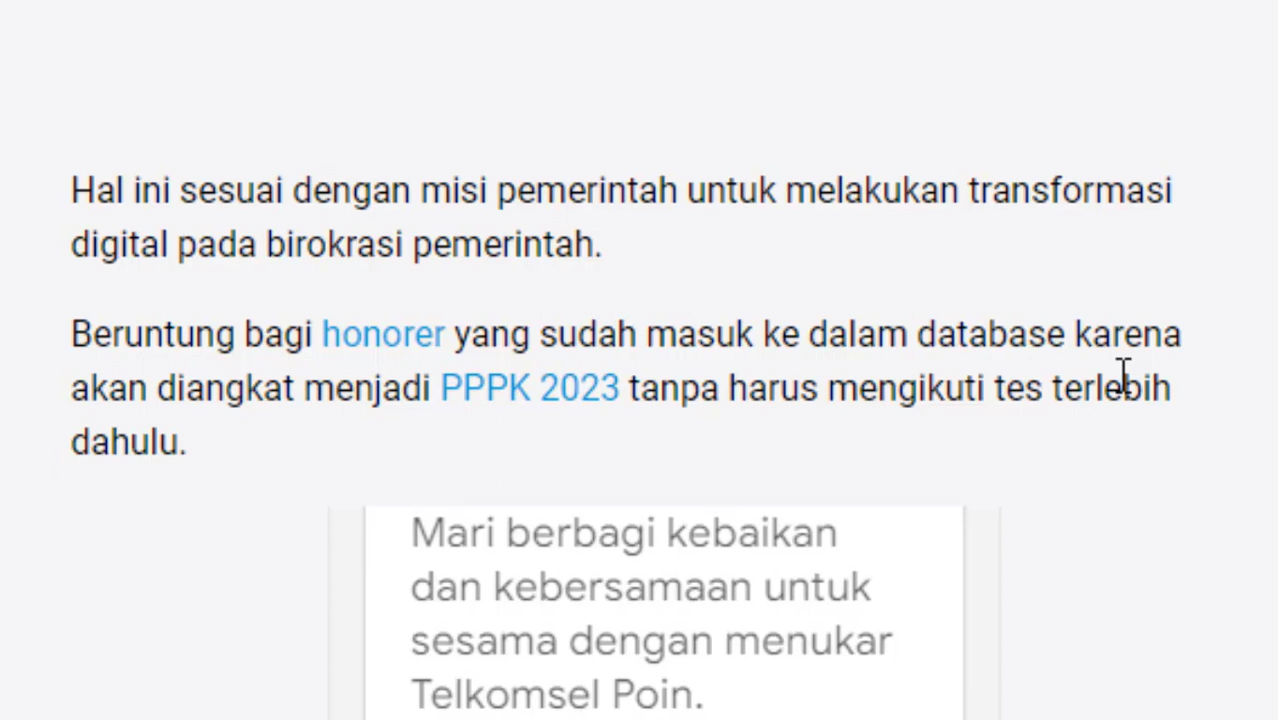 Hal ini sesuai dengan misi pemerintah untuk melakukan transformasi
digital pada birokrasi pemerintah.
Beruntung bagi honorer yang sudah masuk ke dalam database karena
akan diangkat menjadi PPPK 2023 tanpa harus mengikuti tes terlebih
dahulu.
Mari berbagi kebaikan
dan kebersamaan untuk
sesama dengan menukar
Telkomsel Poin.